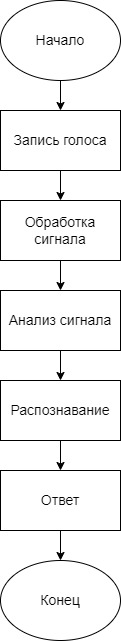 Начало
Запись голоса
Обработка
сигнала
Анализ сигнала
Распознавание
Ответ
Конец